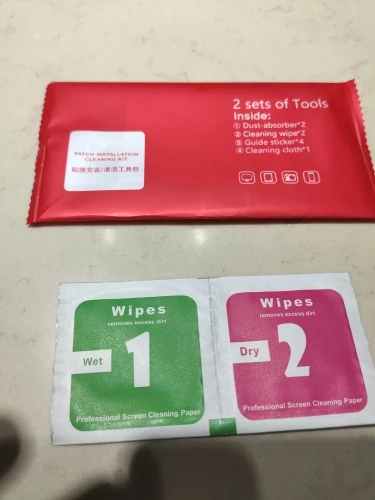 2 sets of Tools
Inside:
① Dust-absorber*2
② Cleaning wipe*2
③ Guide sticker*4
④ Cleaning cloth*1
PATCH INSTALLATION
CLEANING KIT
贴膜安装/清洁工具包
Wipes
removes excess dirt
Wet
1
Professional Screen Cleaning Paper
Wipes
removes excess dirt
Dry
2
Professional Screen Cleaning Paper